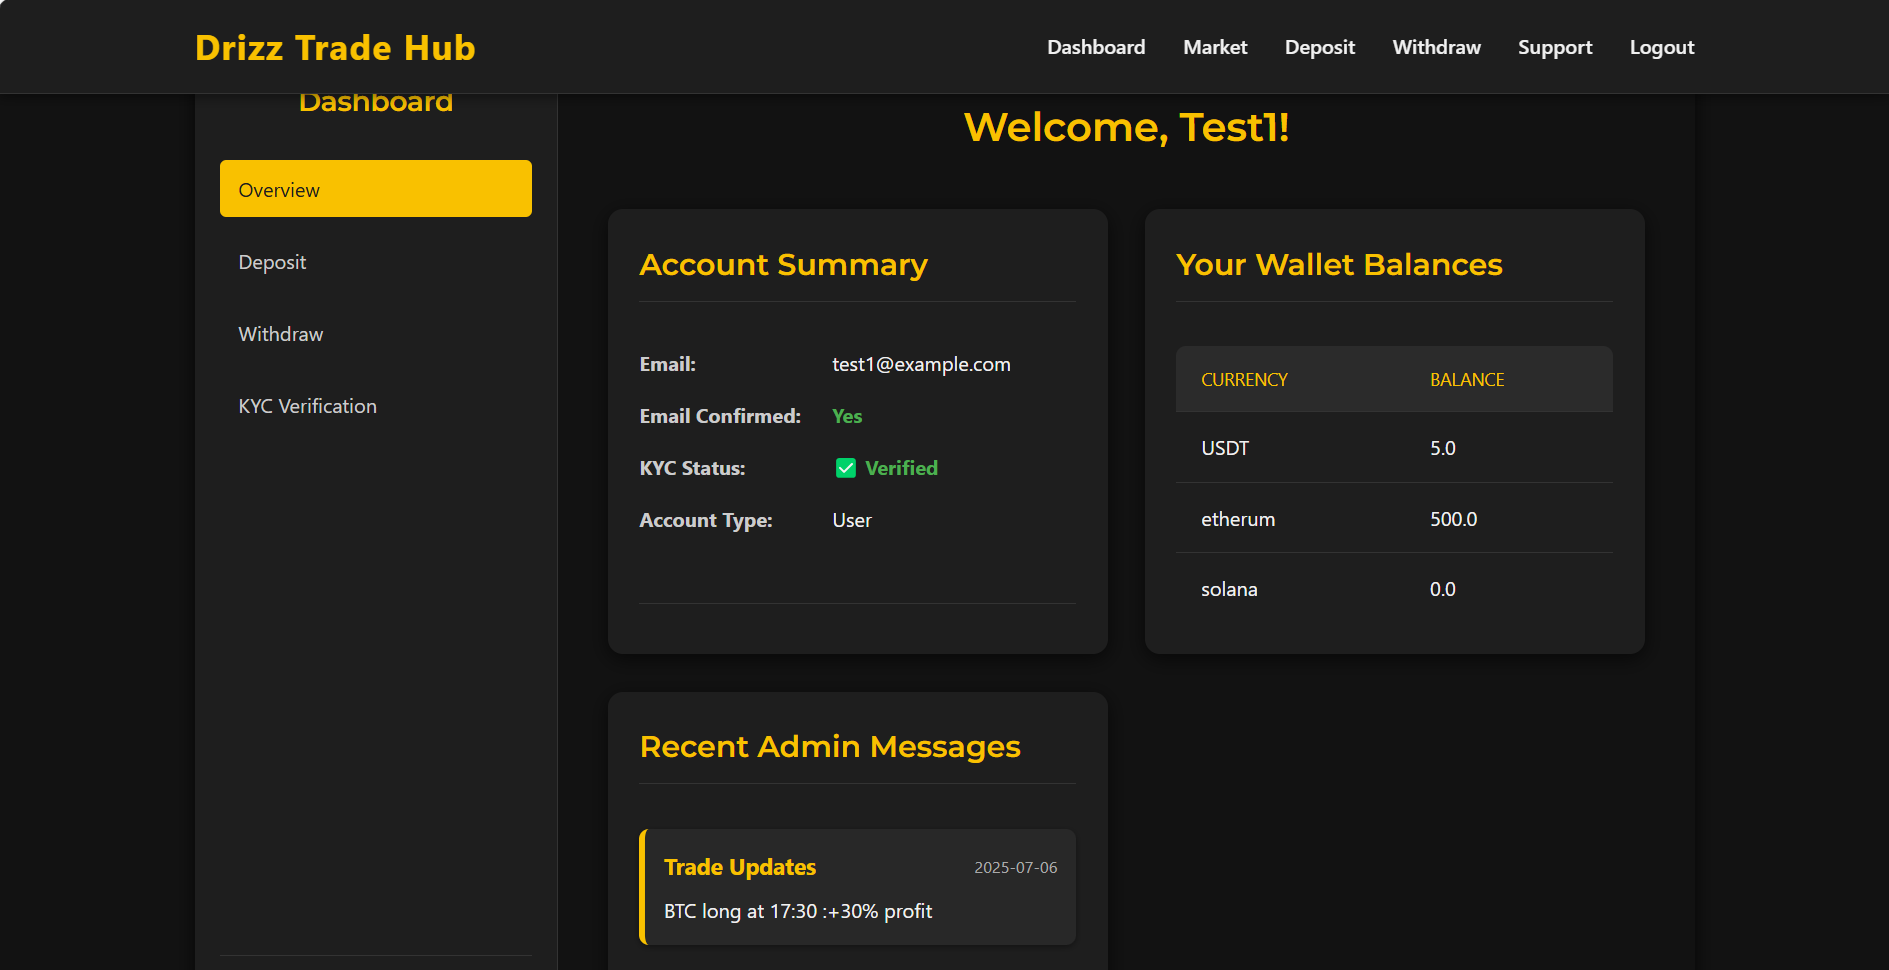 Drizz Trade Hub
Dashboard Market Deposit Withdraw Support Logout
Dashboard
Overview
Deposit
Withdraw
KYC Verification
Welcome, Test1!
Account Summary
Email: test1@example.com
Email Confirmed: Yes
KYC Status: ✅ Verified
Account Type: User
Your Wallet Balances
CURRENCY BALANCE
USDT 5.0
etherum 500.0
solana 0.0
Recent Admin Messages
Trade Updates 2025-07-06
BTC long at 17:30 :+30% profit